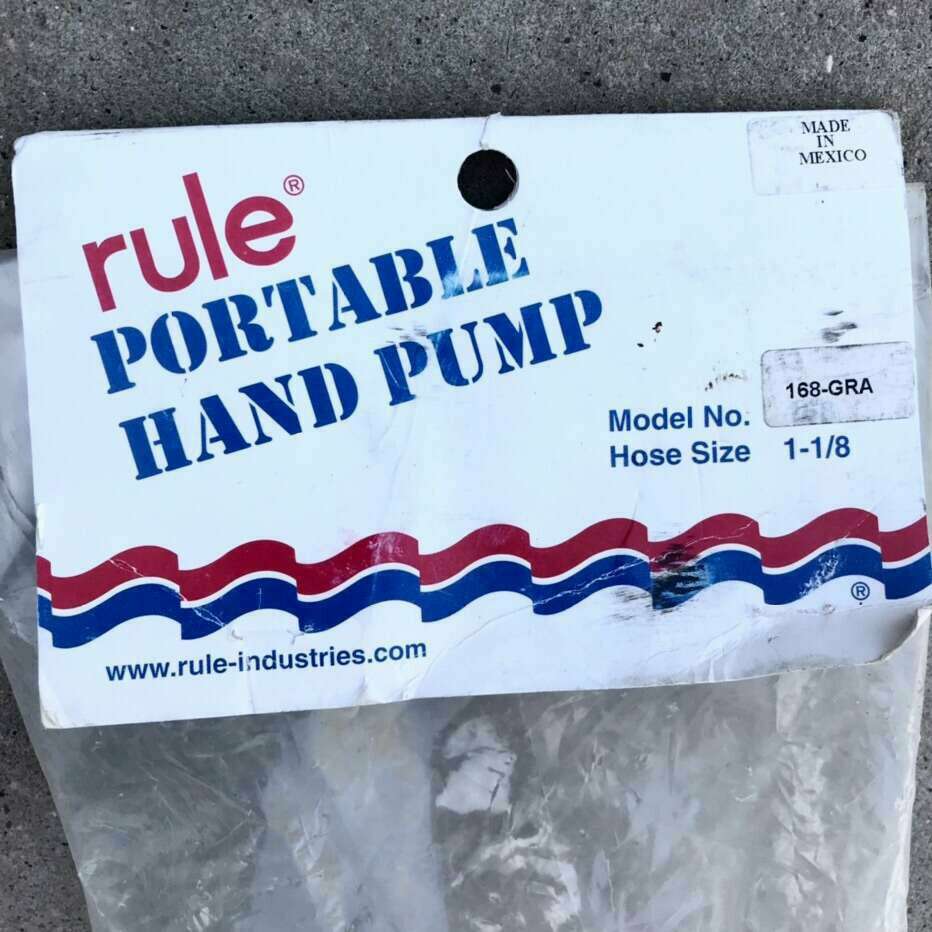 MADE
IN
MEXICO
rule®
PORTABLE
HAND PUMP
168-GRA
Model No.
Hose Size 1-1/8
®
www.rule-industries.com